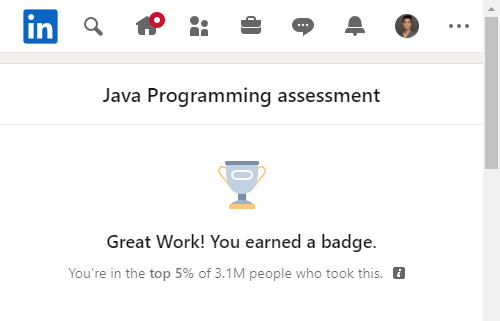 in
Java Programming assessment
Great Work! You earned a badge.
You're in the top 5% of 3.1M people who took this. i